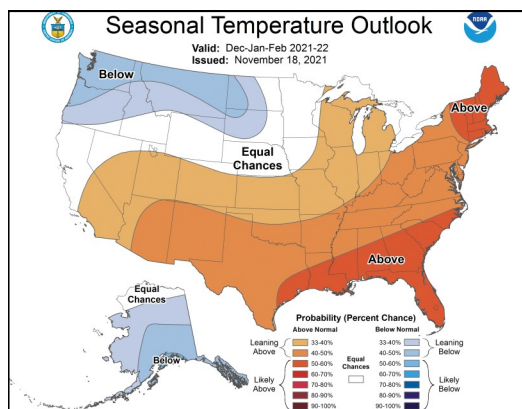 Seasonal Temperature Outlook
Valid: Dec-Jan-Feb 2021-22
Issued: November 18, 2021
NOAA
Below
Above
Equal
Chances
Above
Equal
Chances
Below
Probability (Percent Chance)
Above Normal
Below Normal
Leaning
Above
33-40%
40-50%
Likely
Above
50-60%
60-70%
70-80%
80-90%
90-100%
Equal
Chances
33-40%
40-50%
Leaning
Below
50-60%
60-70%
70-80%
80-90%
90-100%
Likely
Below